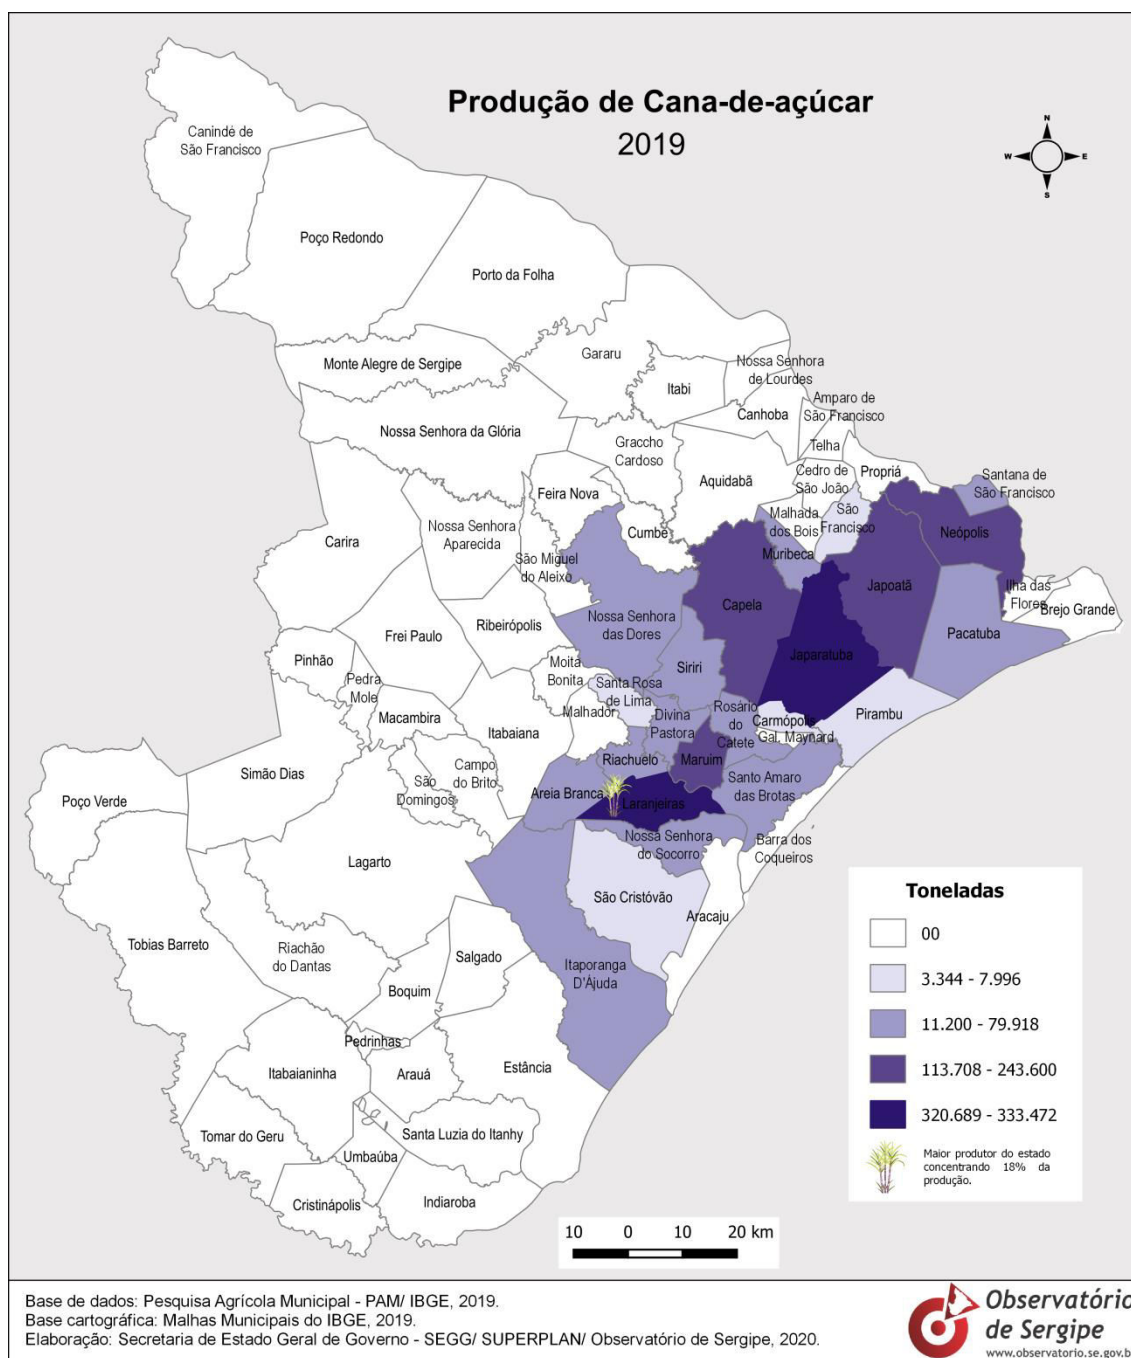 Produção de Cana-de-açúcar
2019
N
W
E
S
Canindé de
São Francisco
Poço Redondo
Porto da Folha
Monte Alegre de Sergipe
Gararu
Nossa Senhora
de Lourdes
Itabi
Amparo de
São Francisco
Canhoba
Nossa Senhora da Glória
Telha
Graccho
Cardoso
Aquidabã
Cedro de
São João
Propriá
Santana de
São Francisco
Feira Nova
Malhada
dos Bois
São
Francisco
Nossa Senhora
Aparecida
Cumbe
Neópolis
Carira
São Miguel
do Aleixo
Muribeca
Ilha das
Flores
Japoatã
Brejo Grande
Capela
Nossa Senhora
das Dores
Ribeirópolis
Frei Paulo
Pacatuba
Japaratuba
Pinhão
Moita
Bonita
Siriri
Pedra
Mole
Santa Rosa
de Lima
Malhador
Macambira
Divina
Pastora
Rosário
do
Catete
Carmópolis
Pirambu
Gal. Maynard
Itabaiana
Riachuelo
Maruim
Simão Dias
Campo
do Brito
São
Domingos
Areia Branca
Santo Amaro
das Brotas
Poço Verde
Laranjeiras
Nossa Senhora
do Socorro
Barra dos
Coqueiros
Lagarto
São Cristóvão
Aracaju
Tobias Barreto
Riachão
do Dantas
Salgado
Itaporanga
D'Ájuda
Boquim
Pedrinhas
Itabaianinha
Arauá
Estância
Tomar do Geru
Santa Luzia do Itanhy
Umbaúba
Cristinápolis
Indiaroba
Toneladas
00
3.344 - 7.996
11.200 - 79.918
113.708 - 243.600
320.689 - 333.472
Maior produtor do estado
concentrando 18% da
produção.
10 0 10 20 km
Base de dados: Pesquisa Agrícola Municipal - PAM/ IBGE, 2019.
Base cartográfica: Malhas Municipais do IBGE, 2019.
Elaboração: Secretaria de Estado Geral de Governo - SEGG/ SUPERPLAN/ Observatório de Sergipe, 2020.
Observatório
de Sergipe
www.observatorio.se.gov.b